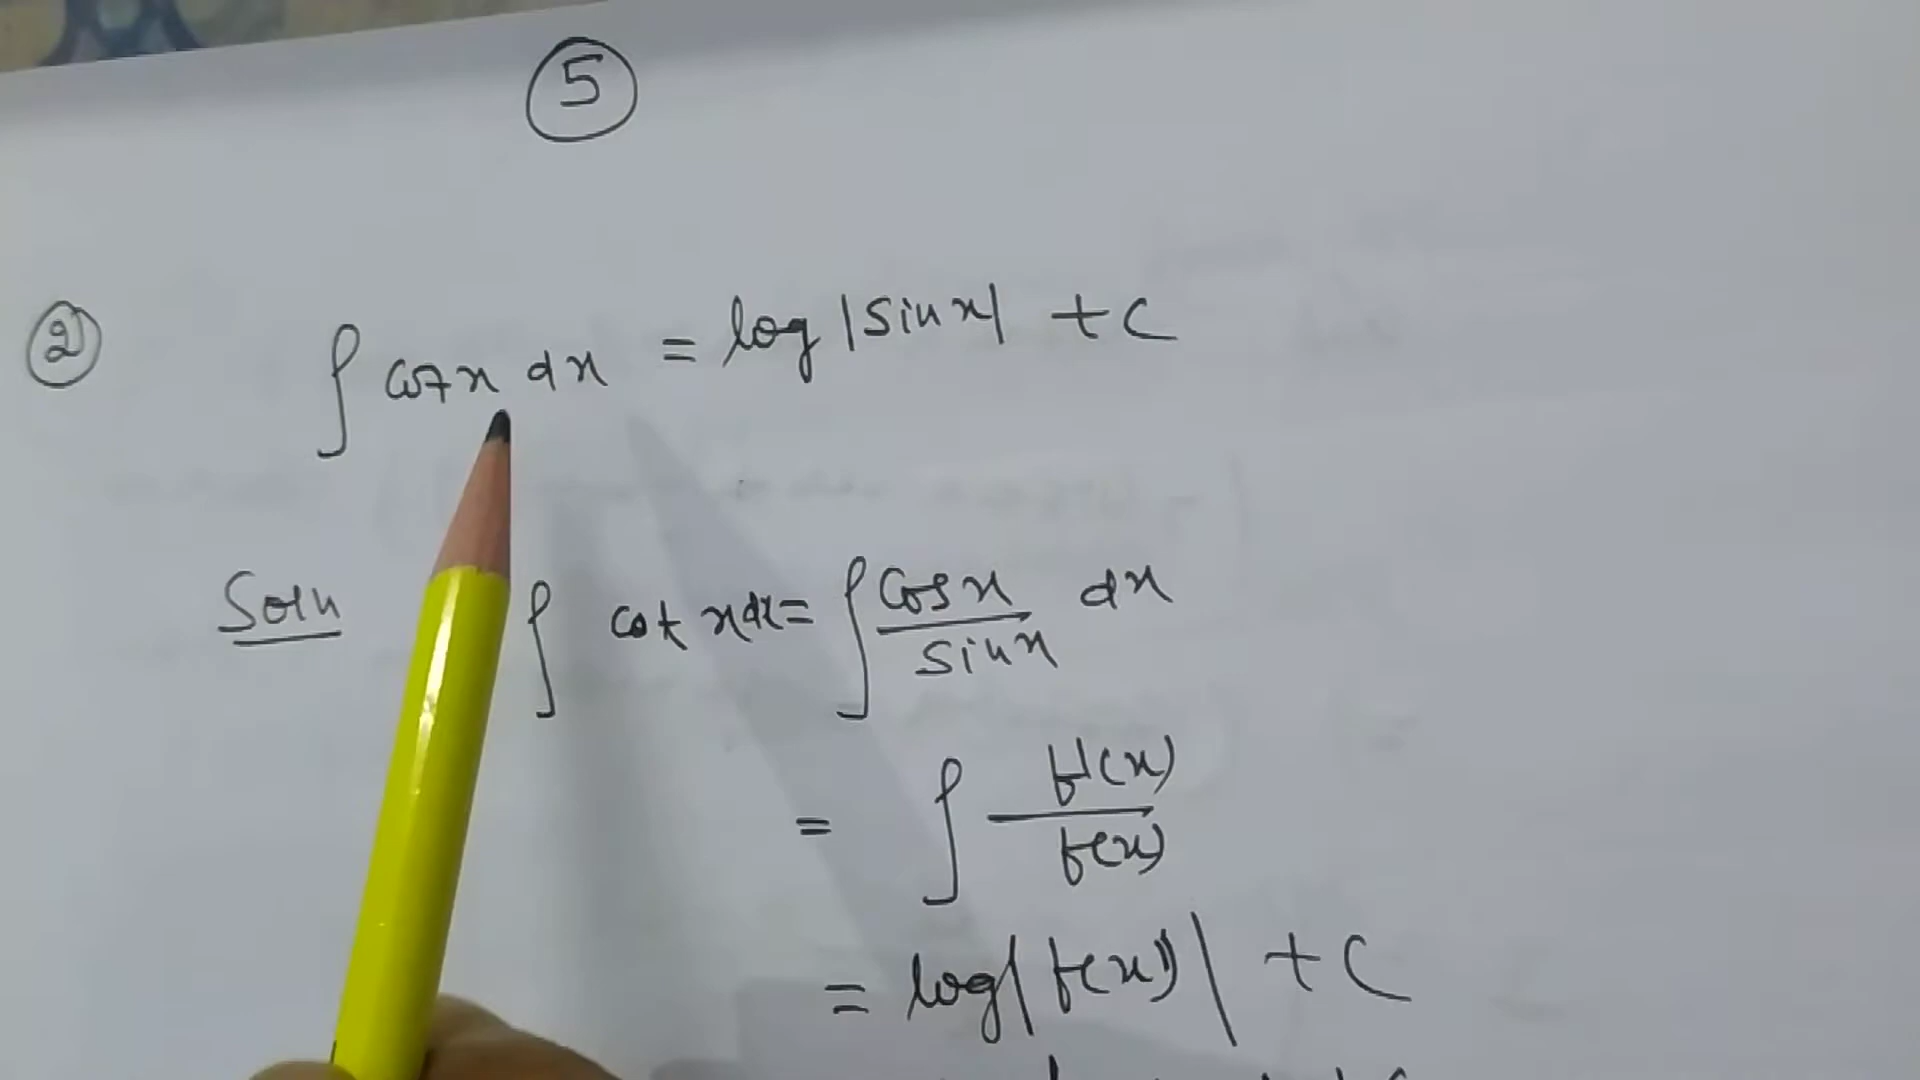 5
2 ∫ cot x dx = log |sin x| + c
Soln ∫ cot x dx = ∫ cos x / sin x dx
= ∫ f'(x) / f(x)
= log |f(x)| + c